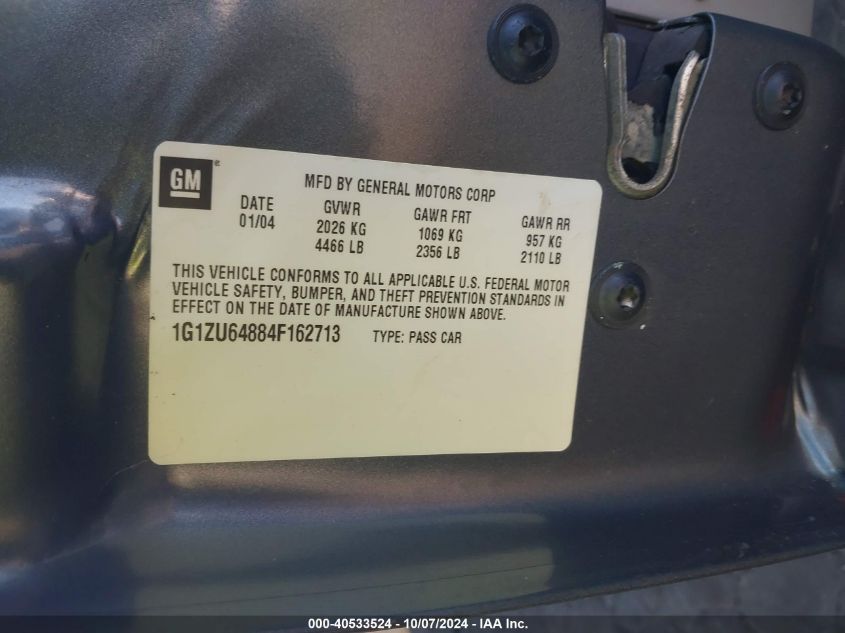 GM®
MFD BY GENERAL MOTORS CORP
DATE GVWR GAWR FRT GAWR RR
01/04 2026 KG 1069 KG 957 KG
4466 LB 2356 LB 2110 LB
THIS VEHICLE CONFORMS TO ALL APPLICABLE U.S. FEDERAL MOTOR
VEHICLE SAFETY, BUMPER, AND THEFT PREVENTION STANDARDS IN
EFFECT ON THE DATE OF MANUFACTURE SHOWN ABOVE.
1G1ZU64884F162713 TYPE: PASS CAR
000-40533524 - 10/07/2024 - IAA Inc.